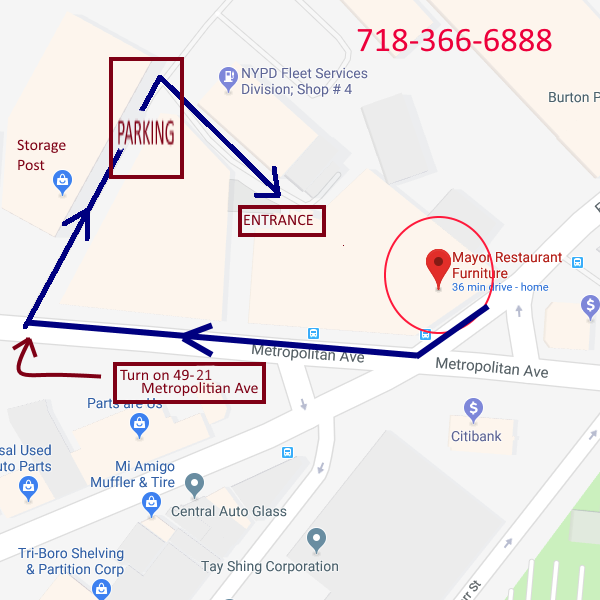 718-366-6888
NYPD Fleet Services
Division; Shop # 4
Burton P
PARKING
Storage
Post
ENTRANCE
Mayor Restaurant
Furniture
36 min drive - home
Metropolitan Ave
Metropolitan Ave
Turn on 49-21
Metropolitian Ave
Parts are Us
Citibank
sal Used
uto Parts
Mi Amigo
Muffler & Tire
Central Auto Glass
Tri-Boro Shelving
& Partition Corp
Tay Shing Corporation
rr St